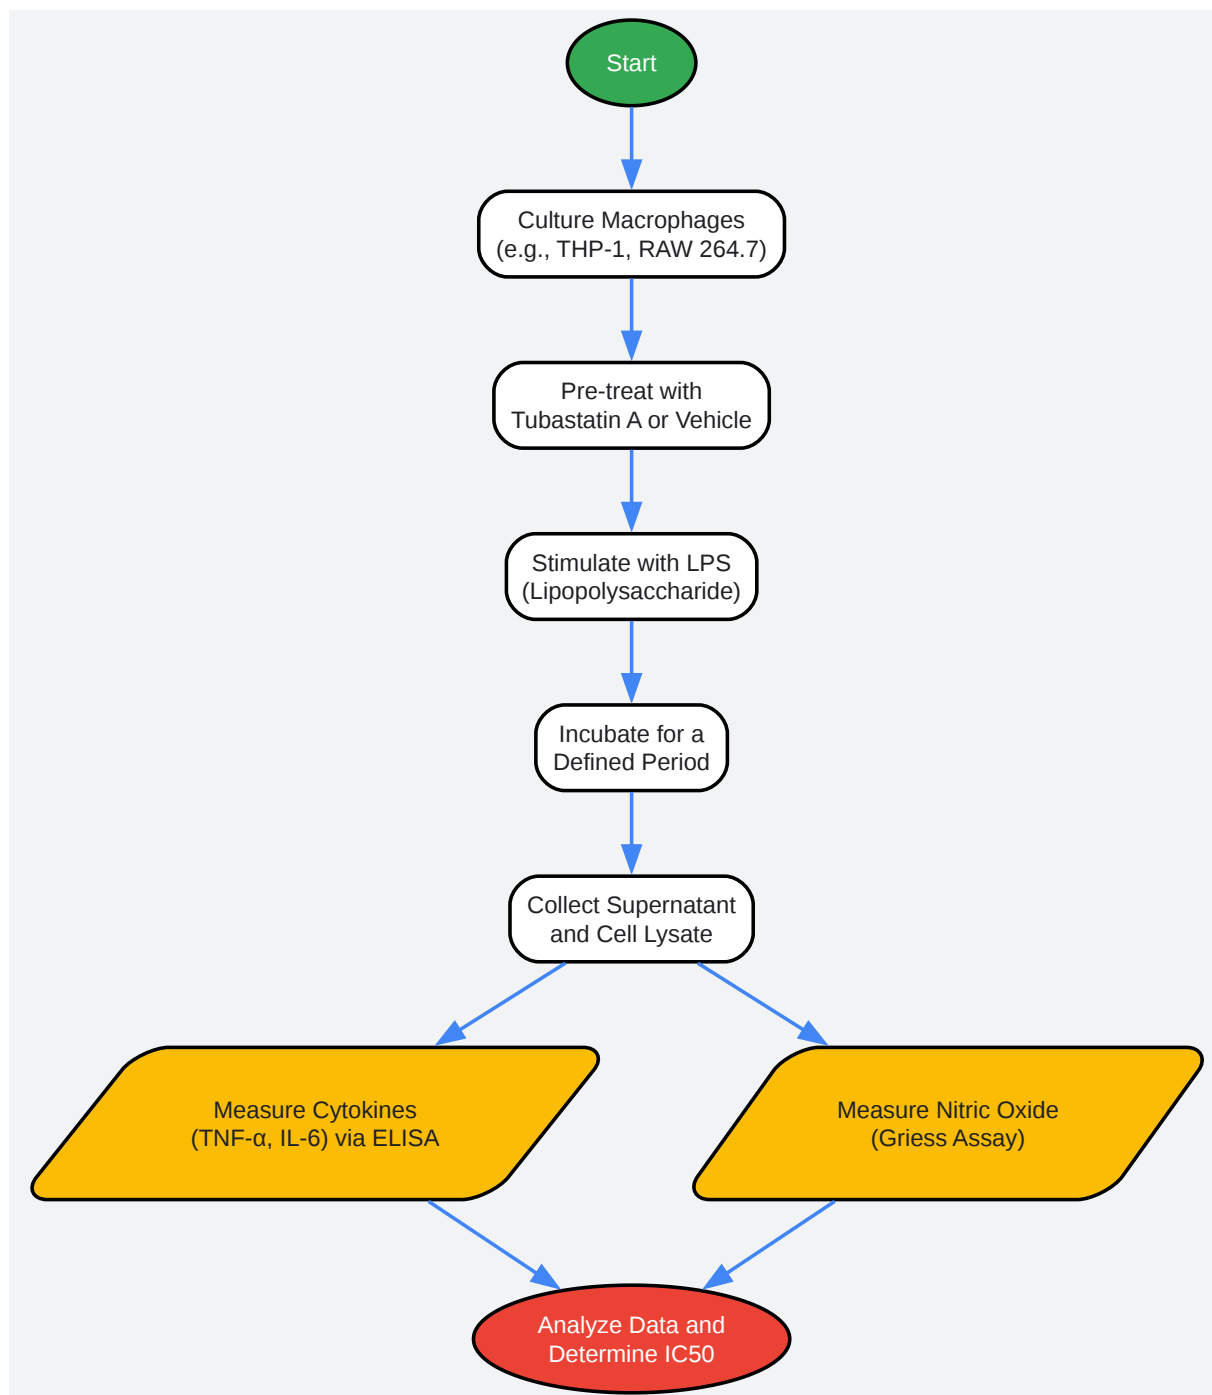 Start
Culture Macrophages
(e.g., THP-1, RAW 264.7)
Pre-treat with
Tubastatin A or Vehicle
Stimulate with LPS
(Lipopolysaccharide)
Incubate for a
Defined Period
Collect Supernatant
and Cell Lysate
Measure Cytokines
(TNF-α, IL-6) via ELISA
Measure Nitric Oxide
(Griess Assay)
Analyze Data and
Determine IC50